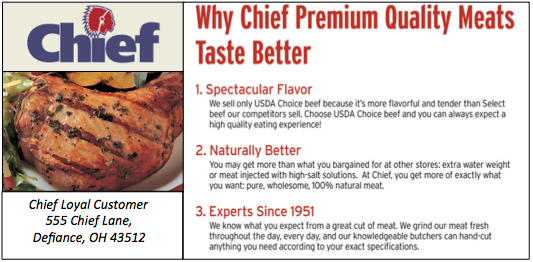 Chief
Chief Loyal Customer
555 Chief Lane,
Defiance, OH 43512
Why Chief Premium Quality Meats
Taste Better
1. Spectacular Flavor
We sell only USDA Choice beef because it's more flavorful and tender than Select
beef our competitors sell. Choose USDA Choice beef and you can always expect a
high quality eating experience!
2. Naturally Better
You may get more than what you bargained for at other stores: extra water weight
or meat injected with high-salt solutions. At Chief, you get more of exactly what
you want: pure, wholesome, 100% natural meat.
3. Experts Since 1951
We know what you expect from a great cut of meat. We grind our meat fresh
throughout the day, every day, and our knowledgeable butchers can hand-cut
anything you need according to your exact specifications.